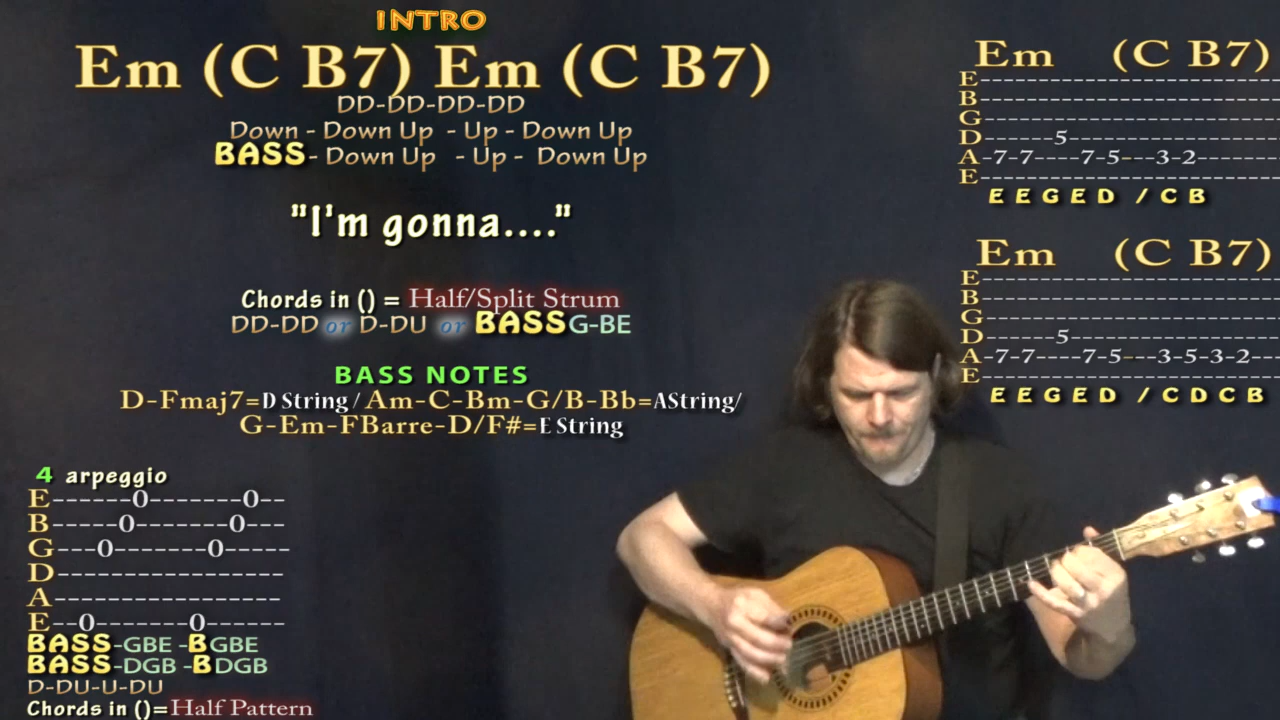 INTRO
Em (C B7) Em (C B7)
DD-DD-DD-DD
Down - Down Up - Up - Down Up
BASS- Down Up - Up - Down Up
"I'm gonna...."
Chords in () = Half/Split Strum
DD-DD or D-DU or BASSG-BE
BASS NOTES
D-Fmaj7=D String / Am-C-Bm-G/B-Bb=AString/
G-Em-FBarre-D/F#=E String
4 arpeggio
E------0-------0--
B-----0-------0---
G---0-------0-----
D-----------------
A-----------------
E--0-------0------
BASS-GBE -BGBE
BASS-DGB -BDGB
D-DU-U-DU
Chords in ()=Half Pattern
Em (C B7)
E----------------------
B----------------------
G----------------------
D------5---------------
A-7-7----7-5---3-2-----
E----------------------
E E G E D / C B
Em (C B7)
E----------------------
B----------------------
G----------------------
D------5---------------
A-7-7----7-5---3-5-3-2--
E----------------------
E E G E D / C D C B